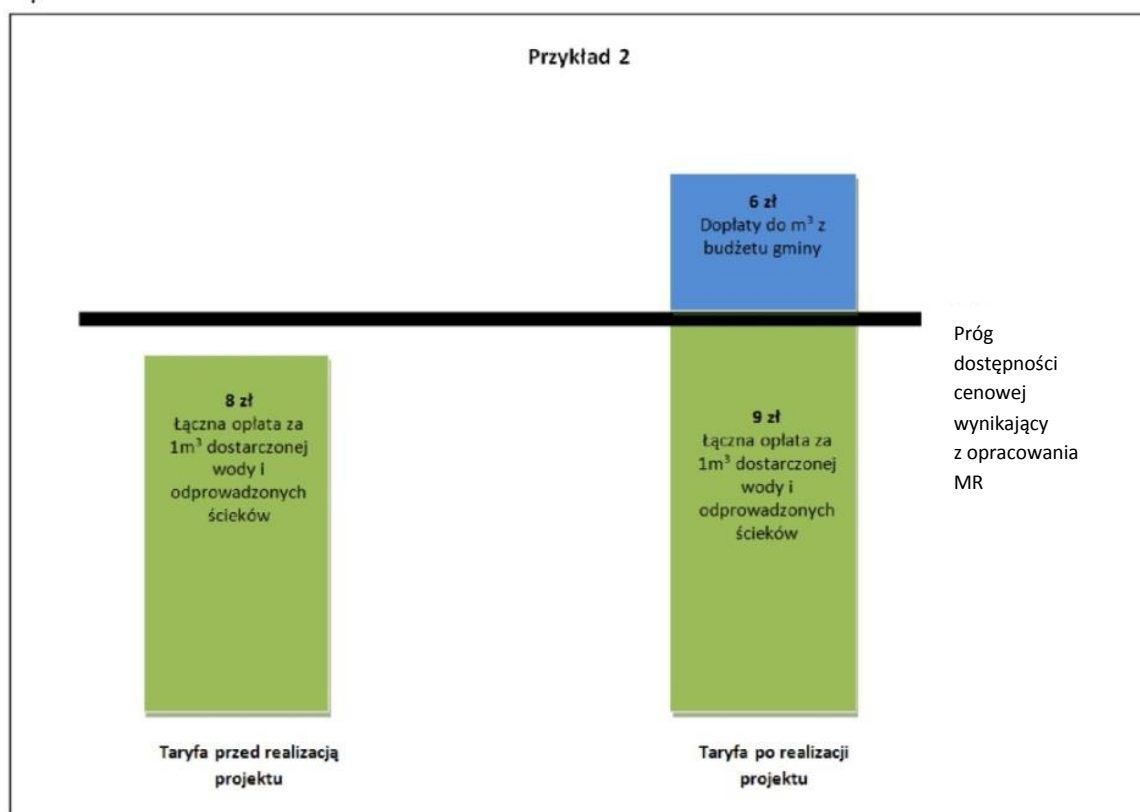 Przykład 2
6 zł
Dopłaty do m³ z
budżetu gminy
8 zł
Łączna opłata za
1m³ dostarczonej
wody i
odprowadzonych
ścieków
9 zł
Łączna opłata za
1m³ dostarczonej
wody i
odprowadzonych
ścieków
Próg
dostępności
cenowej
wynikający
z opracowania
MR
Taryfa przed realizacją
projektu
Taryfa po realizacji
projektu